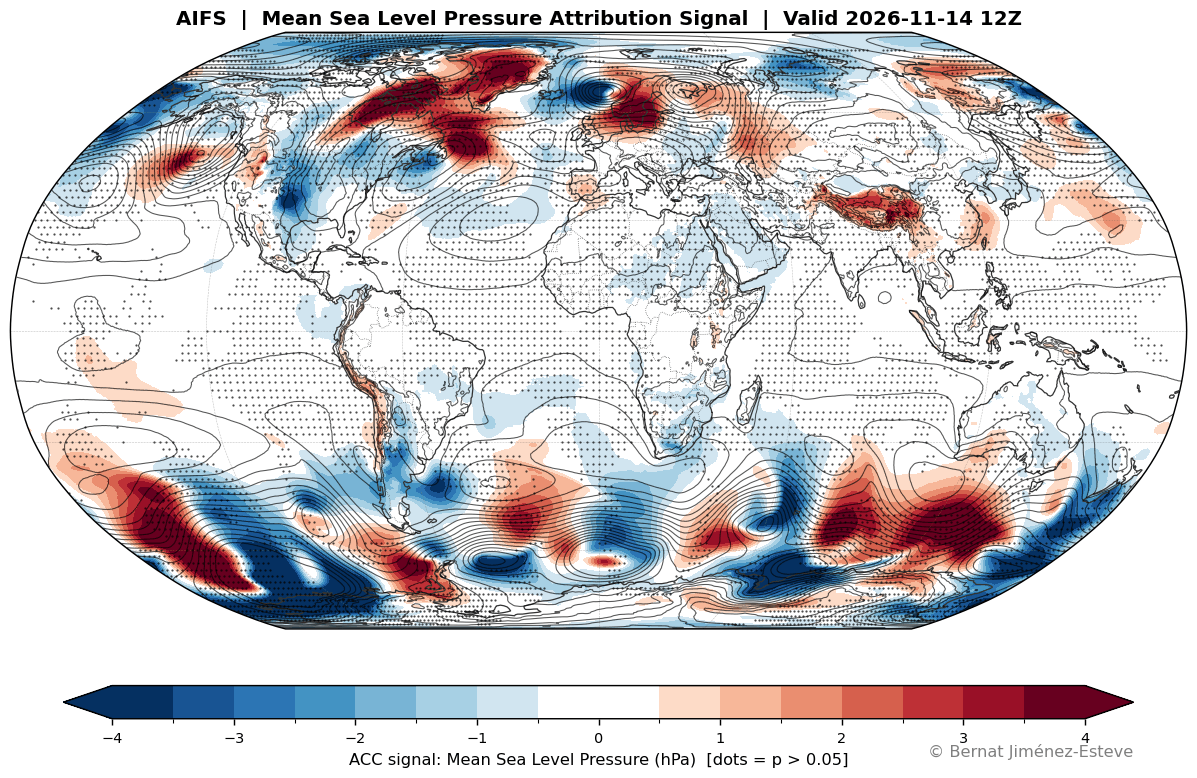 AIFS | Mean Sea Level Pressure Attribution Signal | Valid 2026-11-14 12Z
−4 −3 −2 −1 0 1 2 3 4
ACC signal: Mean Sea Level Pressure (hPa) [dots = p > 0.05]
© Bernat Jiménez-Esteve